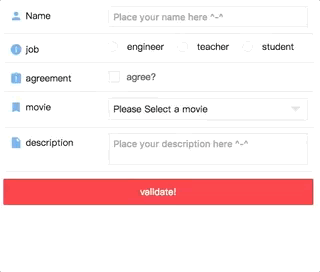 Name
Place your name here ^-^
job
engineer teacher student
agreement
agree?
movie
Please Select a movie
description
Place your description here ^-^
validate!